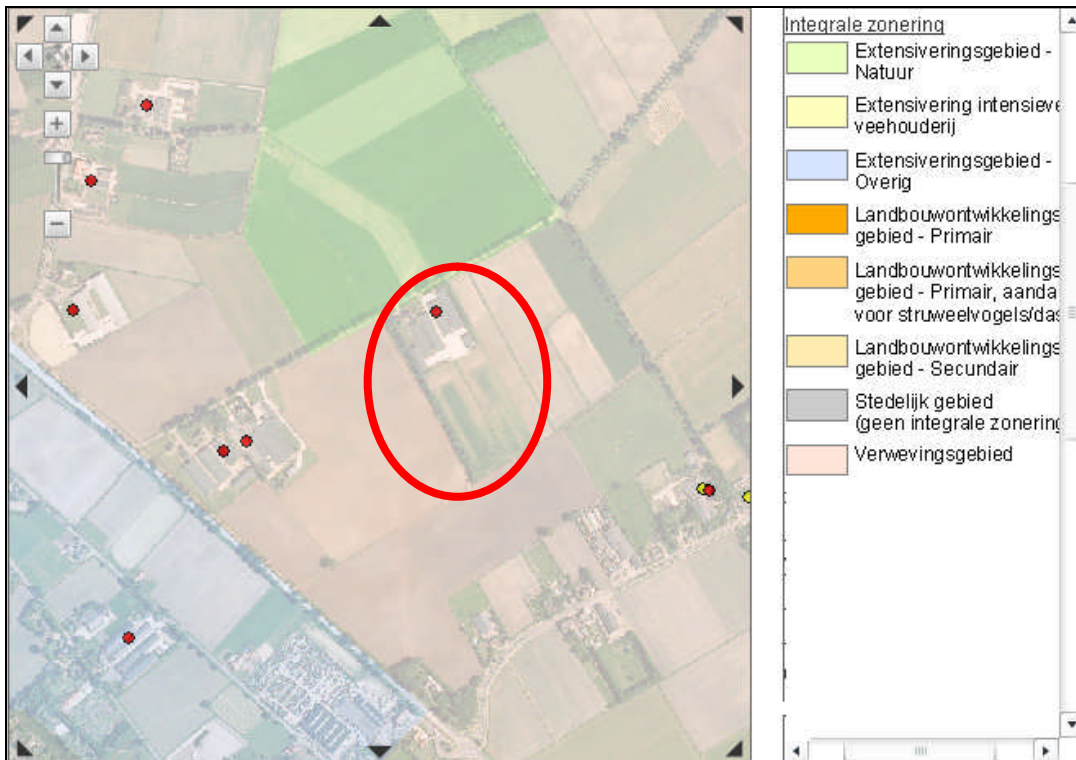 Integrale zonering
Extensiveringsgebied -
Natuur
Extensivering intensieve
veehouderij
Extensiveringsgebied -
Overig
Landbouwontwikkelings
gebied - Primair
Landbouwontwikkelings
gebied - Primair, aanda
voor struweelvogels/das
Landbouwontwikkelings
gebied - Secundair
Stedelijk gebied
(geen integrale zonering
Verwevingsgebied